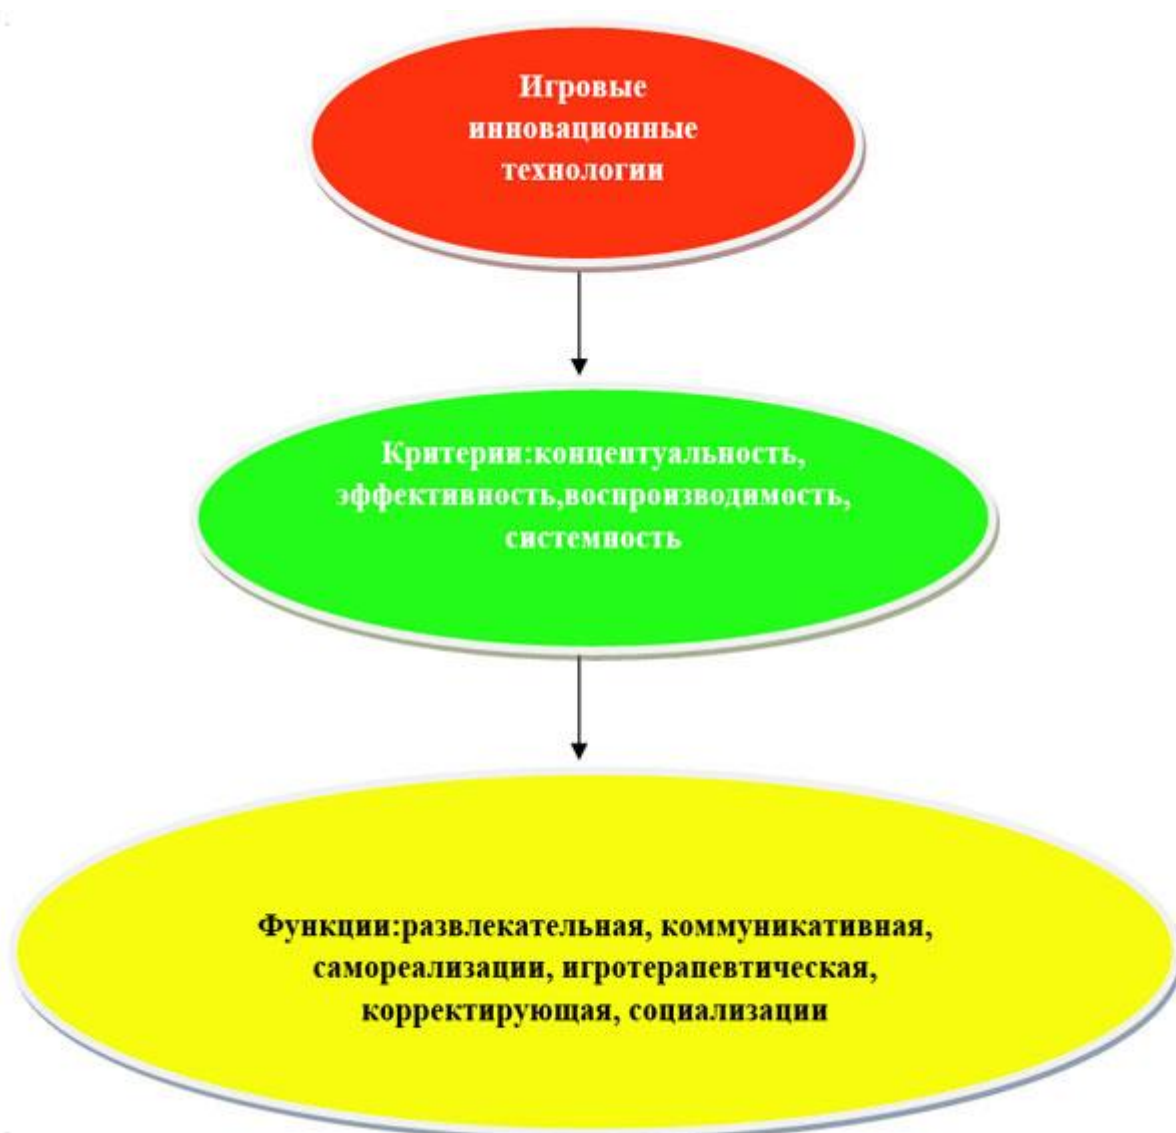 Игровые
инновационные
технологии
Критерии:концептуальность,
эффективность,воспроизводимость,
системность
Функции:развлекательная, коммуникативная,
самореализации, игротерапевтическая,
корректирующая, социализации